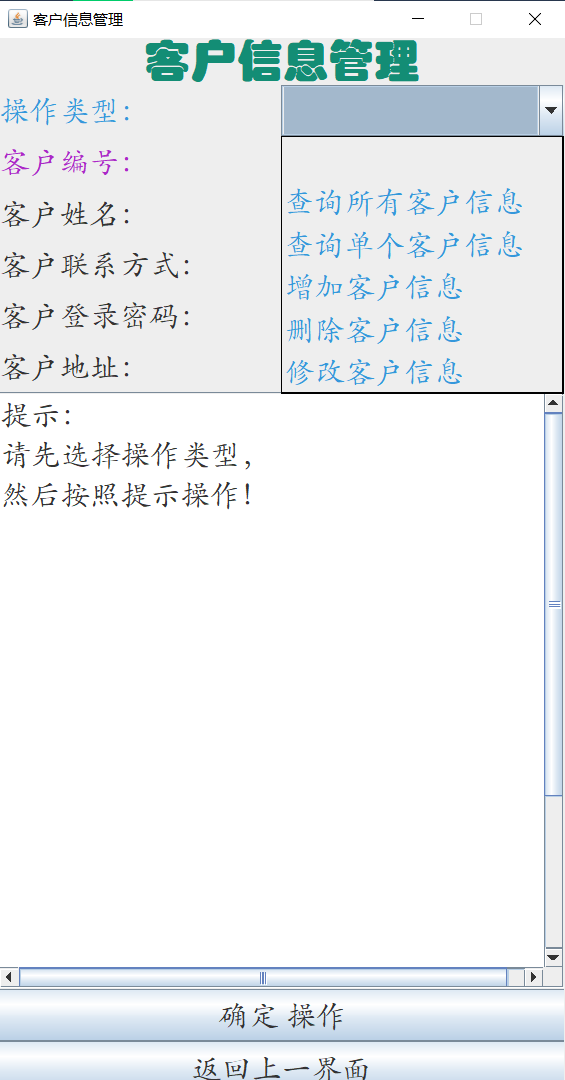 客户信息管理
客户信息管理
操作类型：
客户编号：
客户姓名：
客户联系方式：
客户登录密码：
客户地址：
查询所有客户信息
查询单个客户信息
增加客户信息
删除客户信息
修改客户信息
提示：
请先选择操作类型，
然后按照提示操作！
确定 操作
返回上一界面